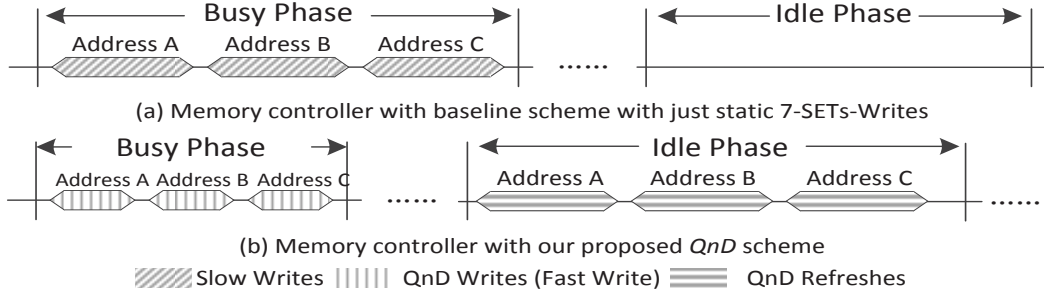 Busy Phase Idle Phase
Address A Address B Address C
...... 
(a) Memory controller with baseline scheme with just static 7-SETs-Writes
Busy Phase Idle Phase
Address A Address B Address C Address A Address B Address C
...... ......
(b) Memory controller with our proposed QnD scheme
Slow Writes QnD Writes (Fast Write) QnD Refreshes